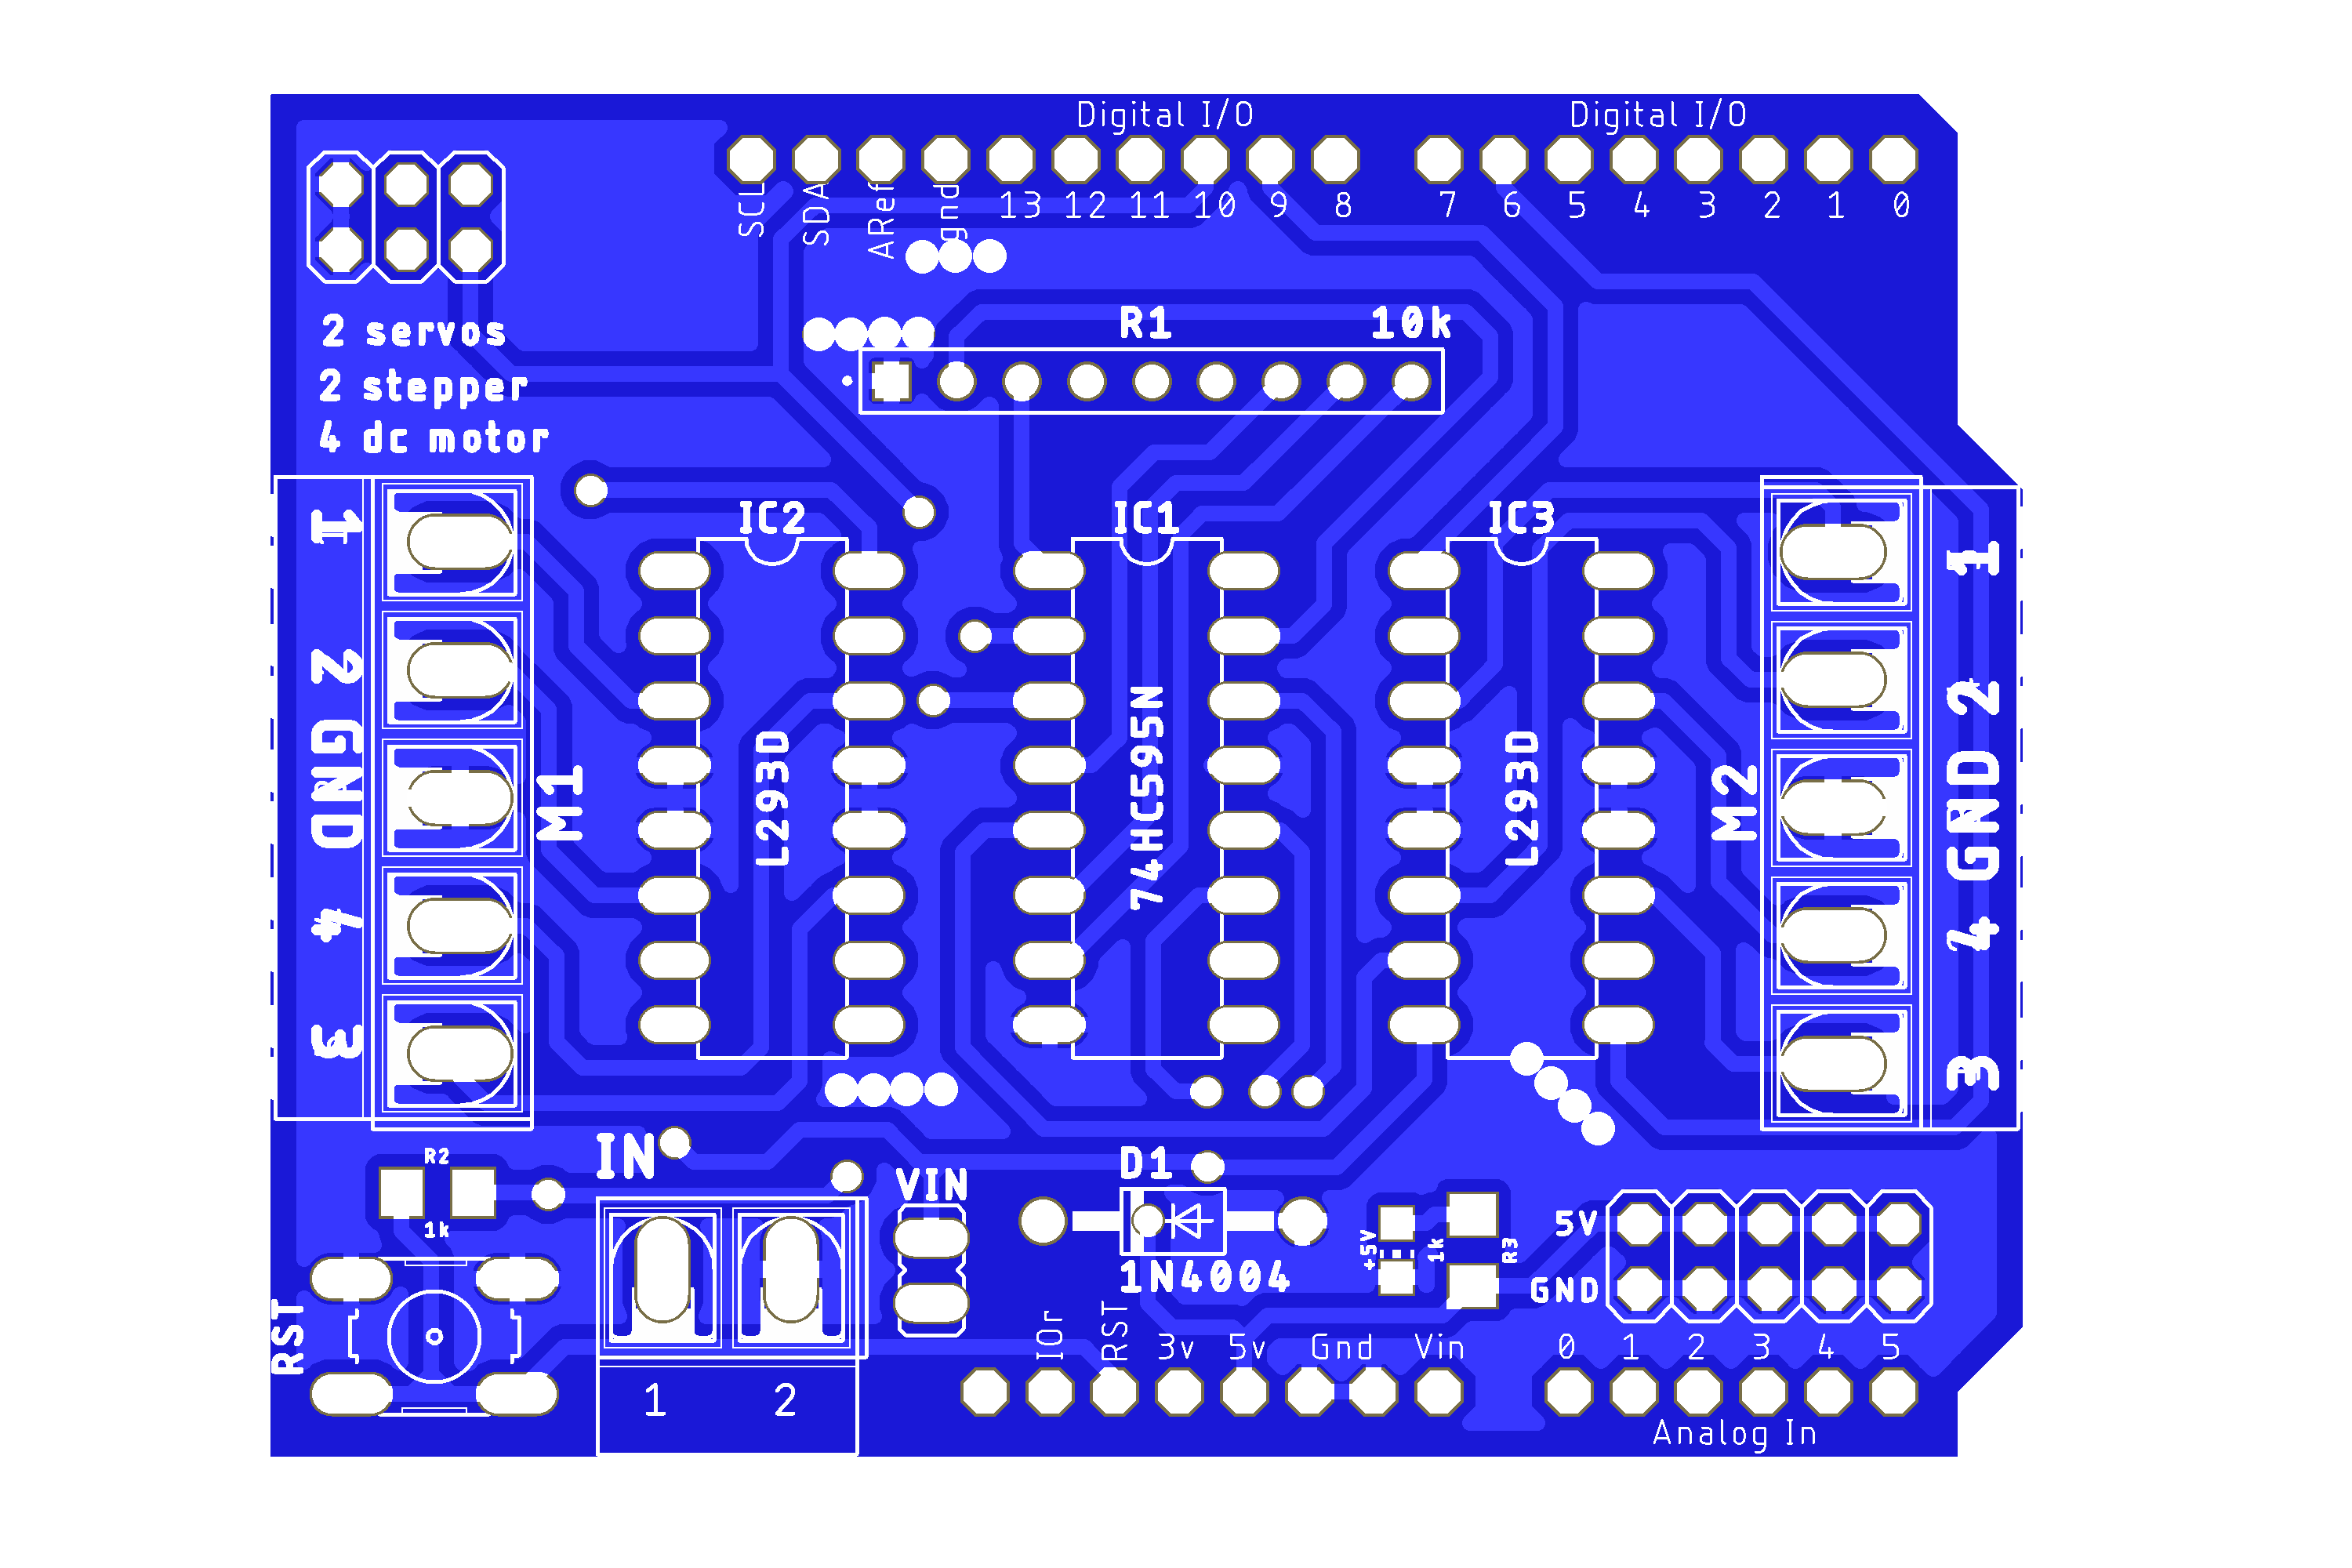 Digital I/O Digital I/O
SCL SDA ARef gnd 13 12 11 10 9 8 7 6 5 4 3 2 1 0
2 servos
2 stepper
4 dc motor
R1 10k
IC2 IC1 IC3
L293D 74HC595N L293D
1
2
GND
4
3
M1
M2
1
2
GND
4
3
R2
1k
IN
VIN
D1
1N4004
+5V
1k
R3
5V
GND
RST
1 2
IOr RST 3v 5v Gnd Vin 0 1 2 3 4 5
Analog In